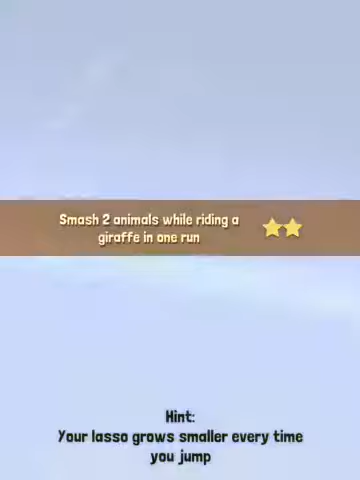 Smash 2 animals while riding a
giraffe in one run
Hint:
Your lasso grows smaller every time
you jump